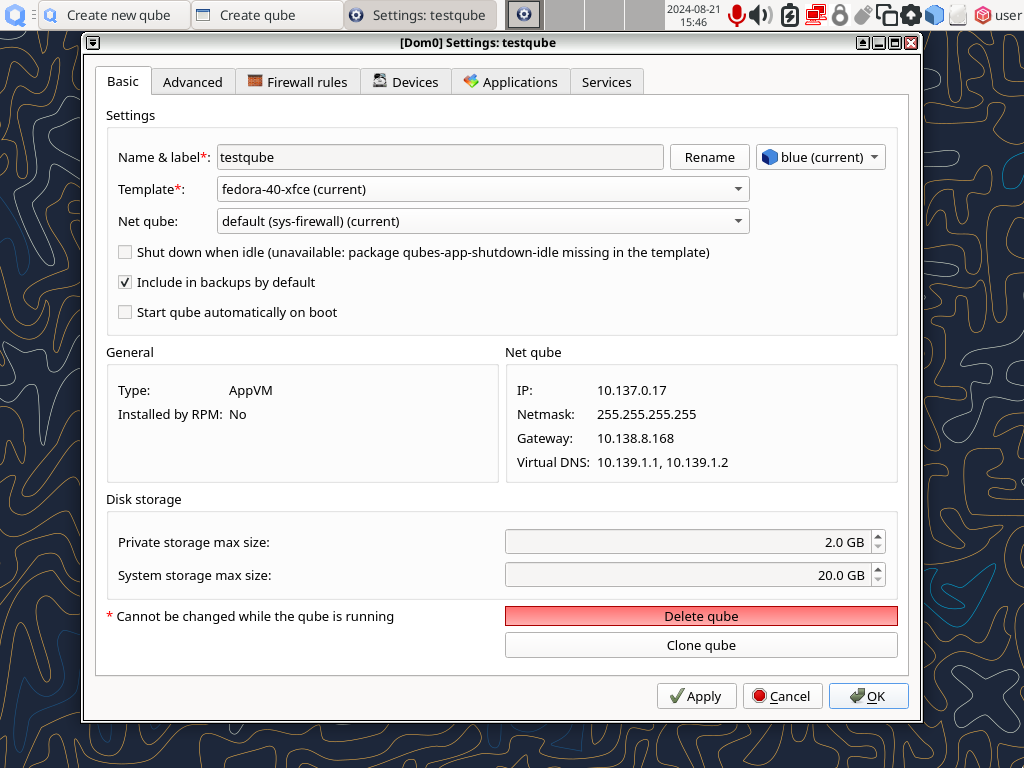 Create new qube
Create qube
Settings: testqube
2024-08-21
15:46
user
[Dom0] Settings: testqube
Basic
Advanced
Firewall rules
Devices
Applications
Services
Settings
Name & label*:
testqube
Rename
blue (current)
Template*:
fedora-40-xfce (current)
Net qube:
default (sys-firewall) (current)
Shut down when idle (unavailable: package qubes-app-shutdown-idle missing in the template)
Include in backups by default
Start qube automatically on boot
General
Type: AppVM
Installed by RPM: No
Net qube
IP: 10.137.0.17
Netmask: 255.255.255.255
Gateway: 10.138.8.168
Virtual DNS: 10.139.1.1, 10.139.1.2
Disk storage
Private storage max size: 2.0 GB
System storage max size: 20.0 GB
* Cannot be changed while the qube is running
Delete qube
Clone qube
Apply
Cancel
OK